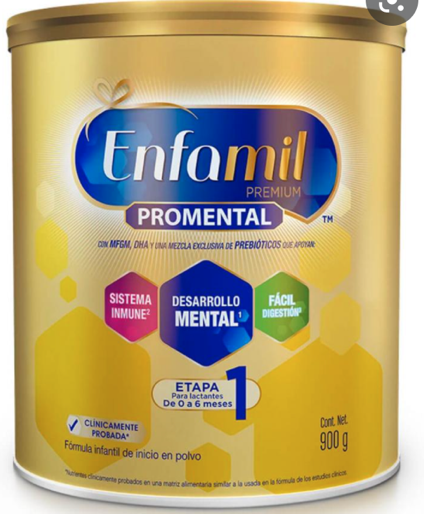 Enfamil
PREMIUM
PROMENTAL
TM
CON MFGM, DHA Y UNA MEZCLA EXCLUSIVA DE PREBIÓTICOS QUE APOYAN:
SISTEMA
INMUNE²
DESARROLLO
MENTAL¹
FÁCIL
DIGESTIÓN³
ETAPA
Para lactantes
De 0 a 6 meses
1
CLÍNICAMENTE
PROBADA*
Cont. Net.
900 g
Fórmula infantil de inicio en polvo
*Nutrientes clínicamente probados en una matriz alimentaria similar a la usada en la fórmula de los estudios clínicos.